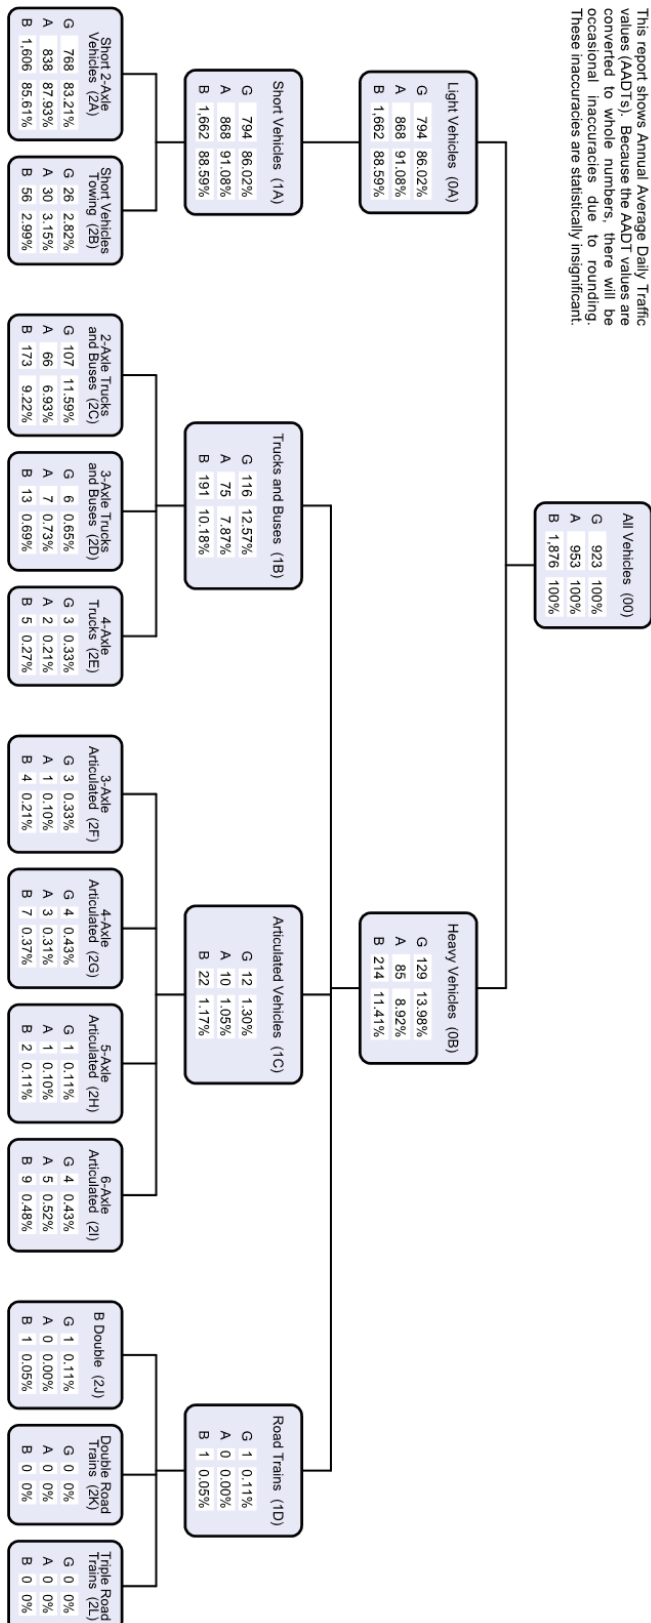 This report shows Annual Average Daily Traffic
values (AADTs). Because the AADT values are
converted to whole numbers, there will be
occasional inaccuracies due to rounding.
These inaccuracies are statistically insignificant.
All Vehicles (00)
G 923 100%
A 953 100%
B 1,876 100%
Light Vehicles (0A)
G 794 86.02%
A 868 91.08%
B 1,662 88.59%
Heavy Vehicles (0B)
G 129 13.98%
A 85 8.92%
B 214 11.41%
Short Vehicles (1A)
G 794 86.02%
A 868 91.08%
B 1,662 88.59%
Trucks and Buses (1B)
G 116 12.57%
A 75 7.87%
B 191 10.18%
Articulated Vehicles (1C)
G 12 1.30%
A 10 1.05%
B 22 1.17%
Road Trains (1D)
G 1 0.11%
A 0 0.00%
B 1 0.05%
Short 2-Axle
Vehicles (2A)
G 768 83.21%
A 838 87.93%
B 1,606 85.61%
Short Vehicles
Towing (2B)
G 26 2.82%
A 30 3.15%
B 56 2.99%
2-Axle Trucks
and Buses (2C)
G 107 11.59%
A 66 6.93%
B 173 9.22%
3-Axle Trucks
and Buses (2D)
G 6 0.65%
A 7 0.73%
B 13 0.69%
4-Axle
Trucks (2E)
G 3 0.33%
A 2 0.21%
B 5 0.27%
3-Axle
Articulated (2F)
G 3 0.33%
A 1 0.10%
B 4 0.21%
4-Axle
Articulated (2G)
G 4 0.43%
A 3 0.31%
B 7 0.37%
5-Axle
Articulated (2H)
G 1 0.11%
A 1 0.10%
B 2 0.11%
6-Axle
Articulated (2I)
G 4 0.43%
A 5 0.52%
B 9 0.48%
B Double (2J)
G 1 0.11%
A 0 0.00%
B 1 0.05%
Double Road
Trains (2K)
G 0 0%
A 0 0%
B 0 0%
Triple Road
Trains (2L)
G 0 0%
A 0 0%
B 0 0%